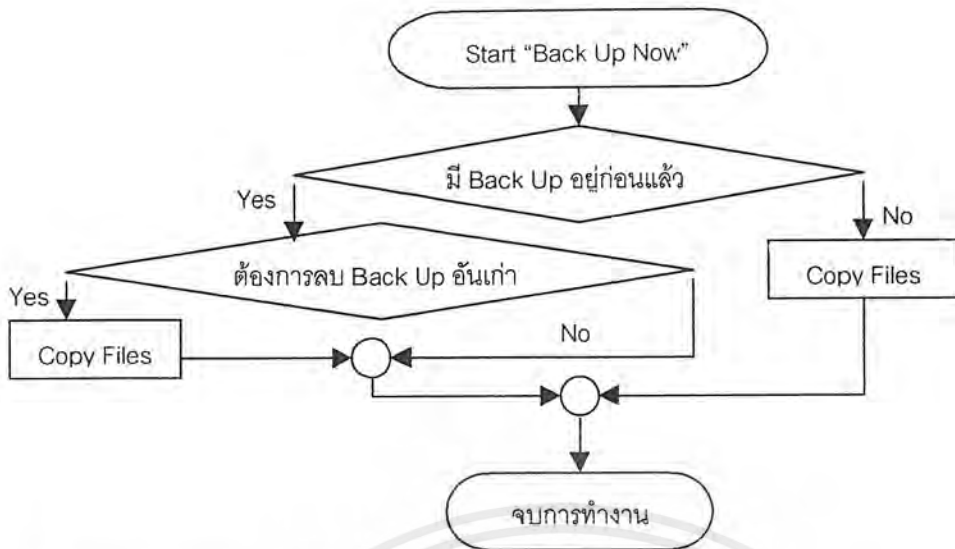 Start “Back Up Now”
มี Back Up อยู่ก่อนแล้ว
Yes
No
ต้องการลบ Back Up อันเก่า
Copy Files
Yes
No
Copy Files
จบการทำงาน